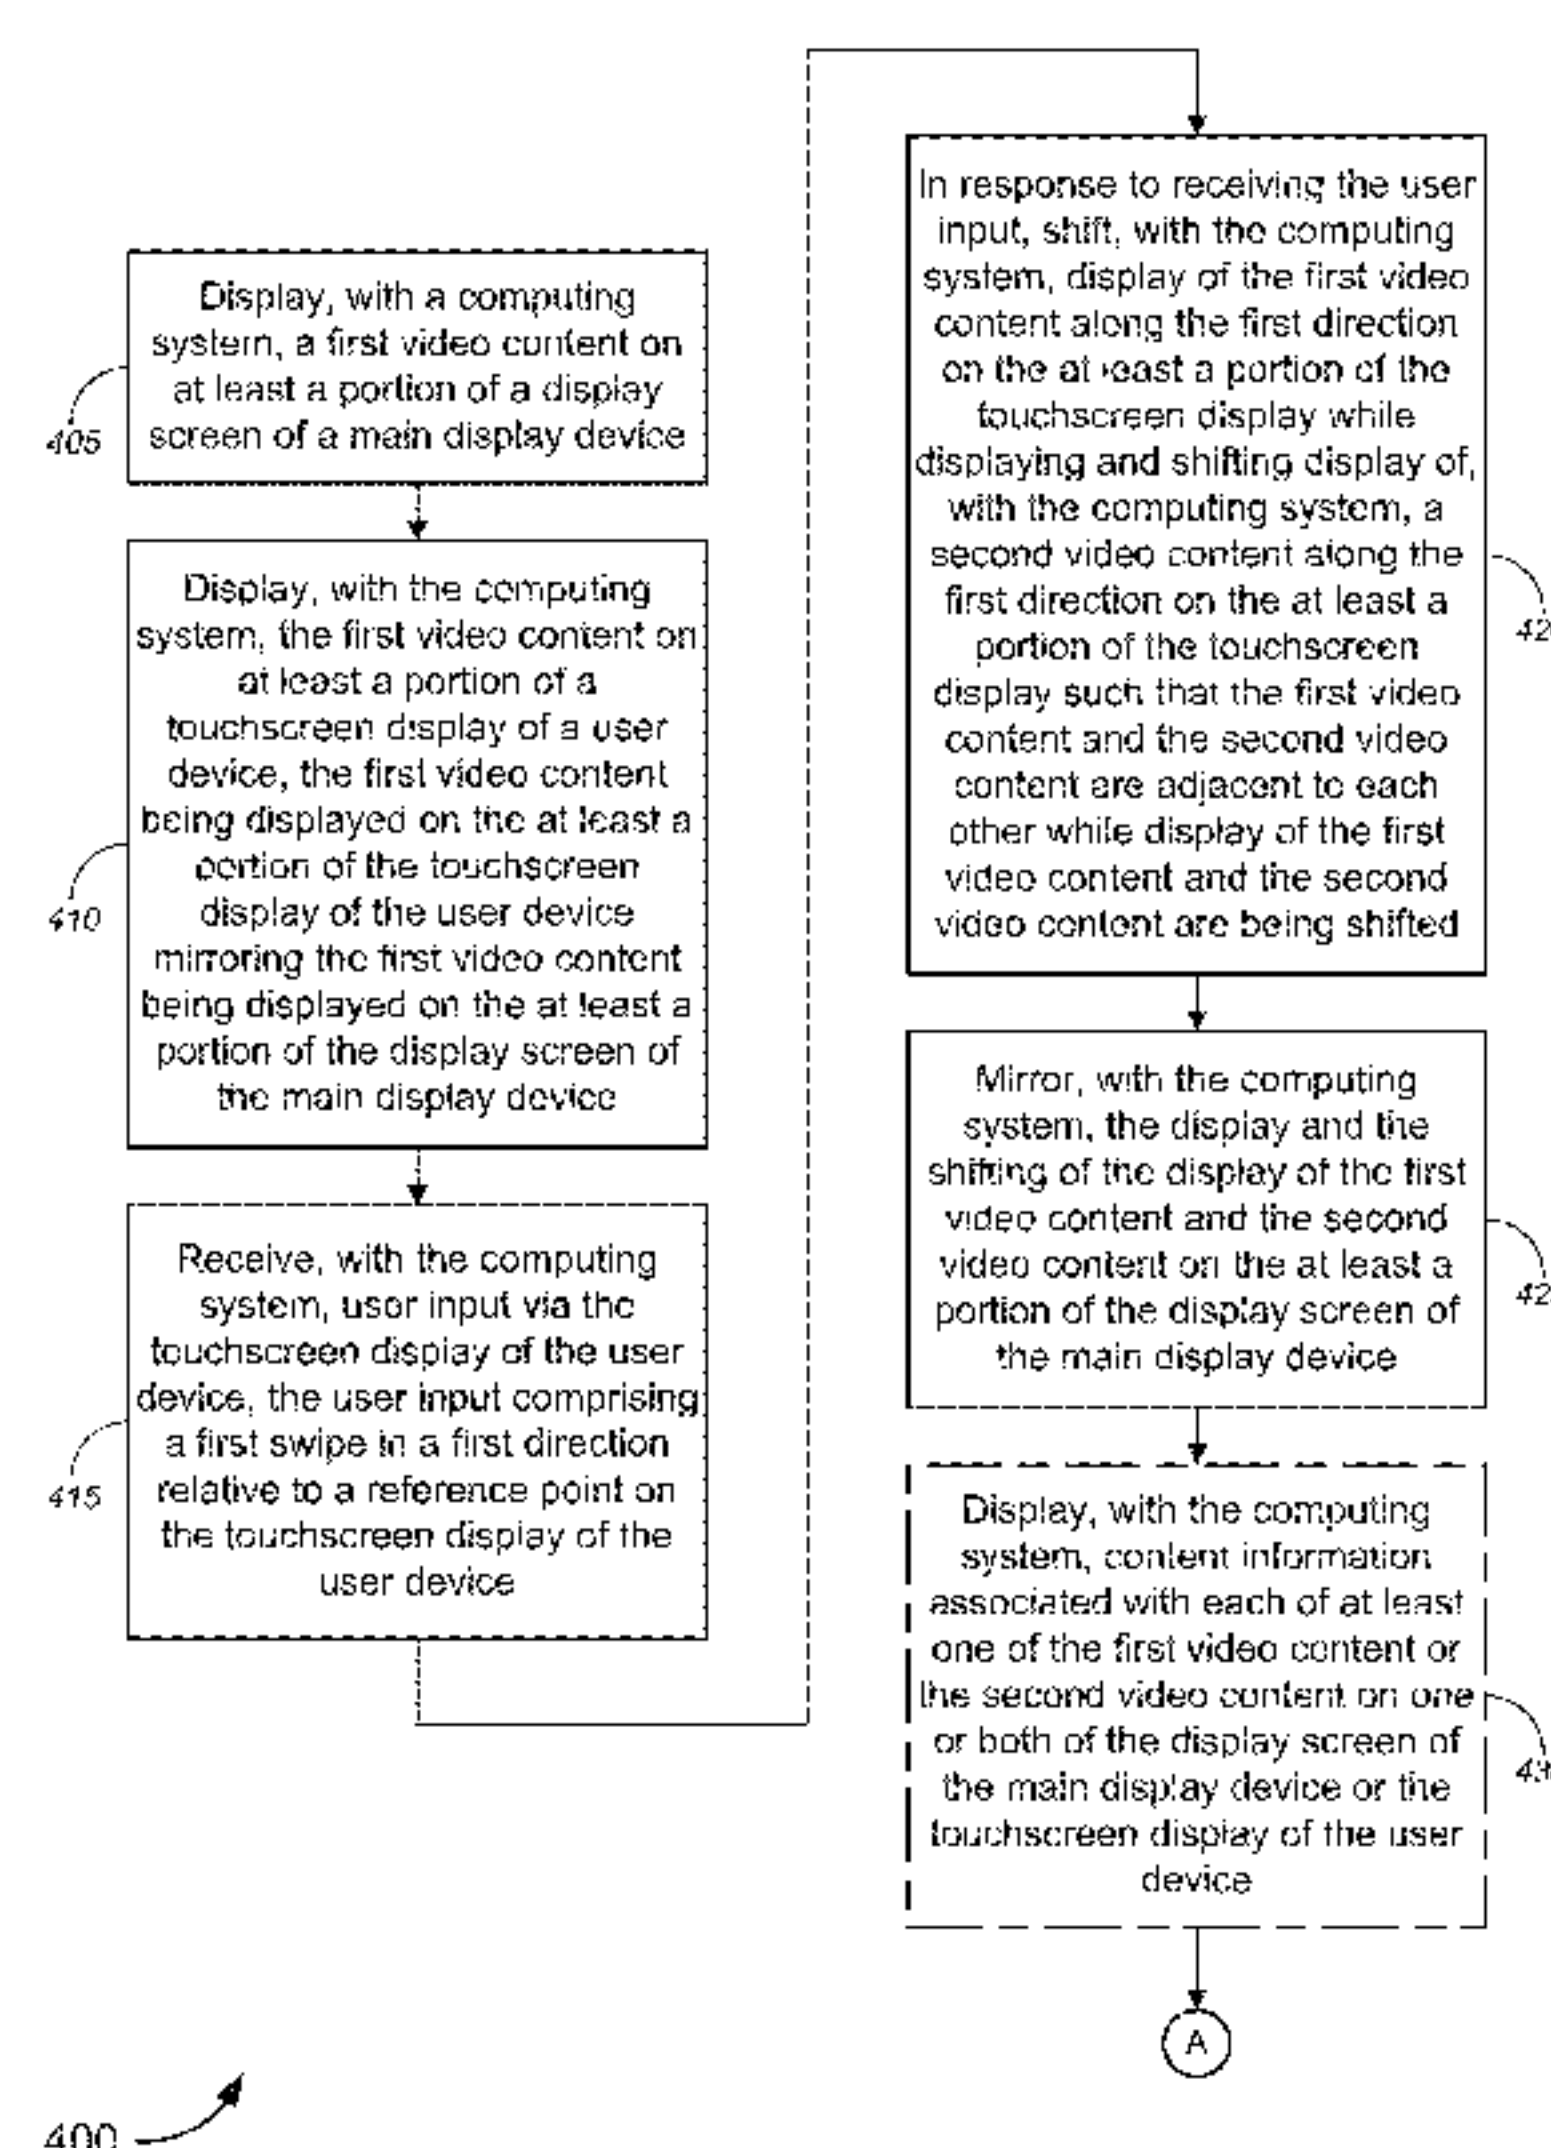 Display, with a computing
system, a first video content on
at least a portion of a display
screen of a main display device
405
Display, with the computing
system, the first video content on
at least a portion of a
touchscreen display of a user
device, the first video content
being displayed on the at least a
portion of the touchscreen
display of the user device
mirroring the first video content
being displayed on the at least a
portion of the display screen of
the main display device
410
Receive, with the computing
system, user input via the
touchscreen display of the user
device, the user input comprising
a first swipe in a first direction
relative to a reference point on
the touchscreen display of the
user device
415
In response to receiving the user
input, shift, with the computing
system, display of the first video
content along the first direction
on the at least a portion of the
touchscreen display while
displaying and shifting display of,
with the computing system, a
second video content along the
first direction on the at least a
portion of the touchscreen
display such that the first video
content and the second video
content are adjacent to each
other while display of the first
video content and the second
video content are being shifted
42
Mirror, with the computing
system, the display and the
shifting of the display of the first
video content and the second
video content on the at least a
portion of the display screen of
the main display device
42
Display, with the computing
system, content information
associated with each of at least
one of the first video content or
the second video content on one
or both of the display screen of
the main display device or the
touchscreen display of the user
device
43
A
400